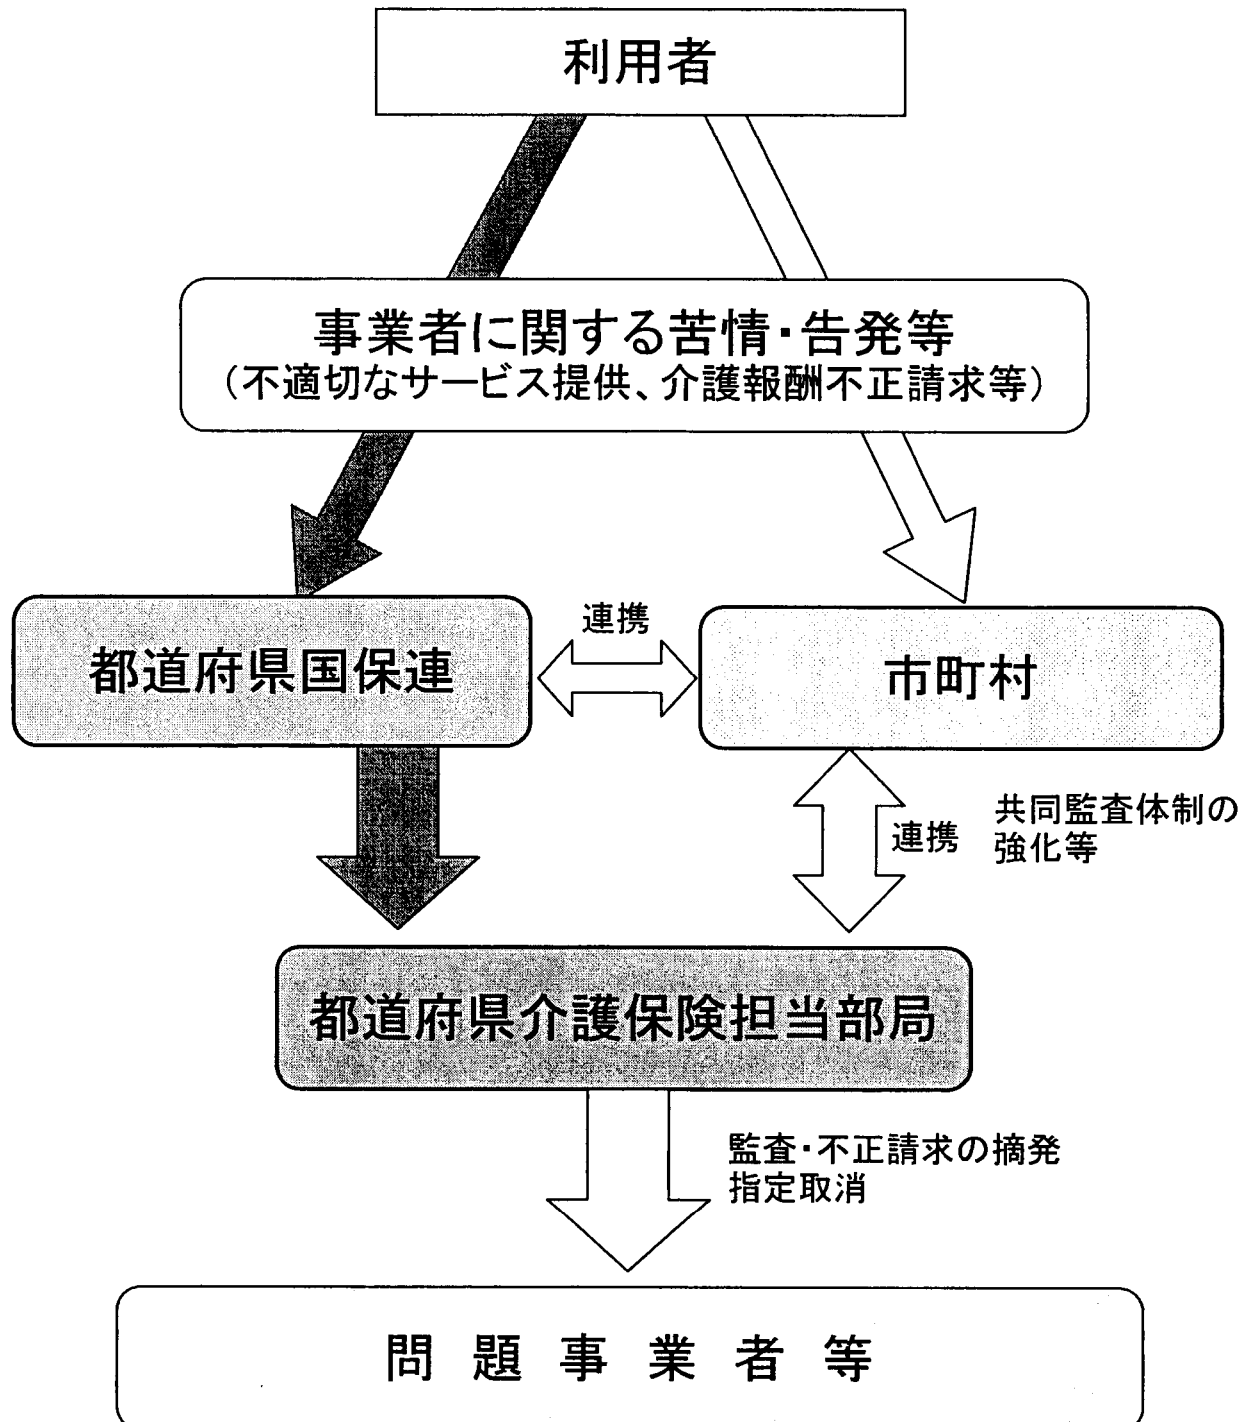 利用者
事業者に関する苦情・告発等
（不適切なサービス提供、介護報酬不正請求等）
連携
都道府県国保連
市町村
連携
共同監査体制の
強化等
都道府県介護保険担当部局
監査・不正請求の摘発
指定取消
問題事業者等